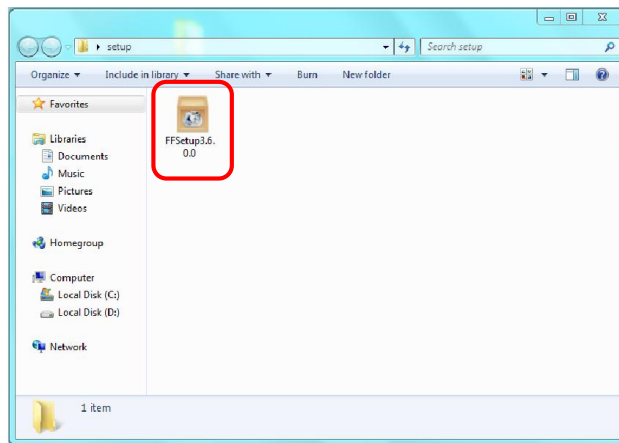 setup
Search setup
Organize
Include in library
Share with
Burn
New folder
Favorites
Libraries
Documents
Music
Pictures
Videos
Homegroup
Computer
Local Disk (C:)
Local Disk (D:)
Network
FFSetup3.6.
0.0
1 item